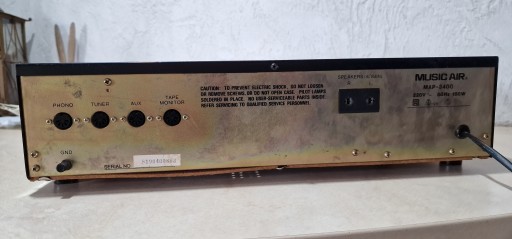 PHONO
TUNER
AUX
TAPE
MONITOR
CAUTION: TO PREVENT ELECTRIC SHOCK, DO NOT LOOSEN
OR REMOVE SCREWS, OR DO NOT OPEN CASE. PILOT LAMPS
SOLDERED IN PLACE. NO USER-SERVICEABLE PARTS INSIDE
REFER SERVICING TO QUALIFIED SERVICE PERSONNEL.
SPEAKERS
MUSIC AIR
GND
SERIAL NO.